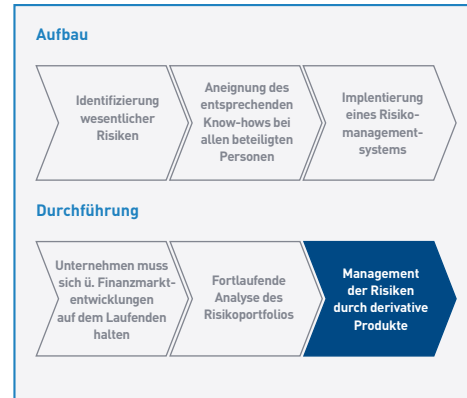 Aufbau
Identifizierung
wesentlicher
Risiken
Aneignung des
entsprechenden
Know-hows bei
allen beteiligten
Personen
Implentierung
eines Risiko-
management-
systems
Durchführung
Unternehmen muss
sich ü. Finanzmarkt-
entwicklungen
auf dem Laufenden
halten
Fortlaufende
Analyse des
Risikoportfolios
Management
der Risiken
durch derivative
Produkte